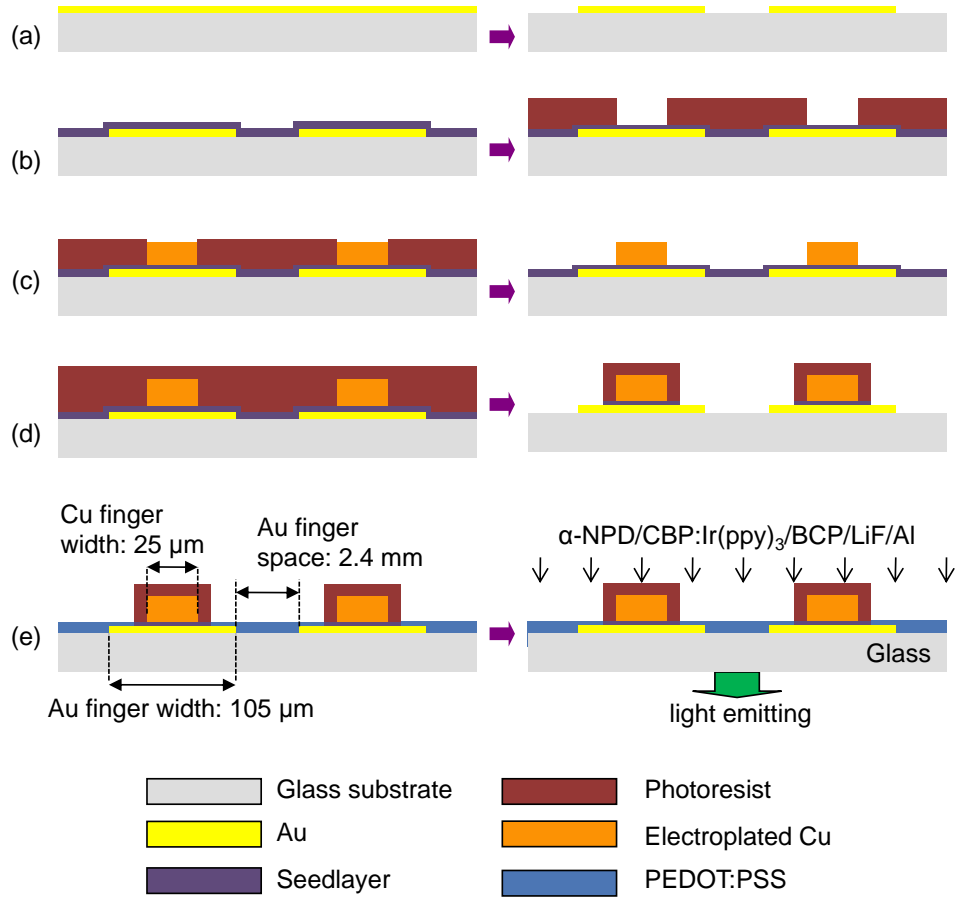 (a)
(b)
(c)
(d)
(e)
Cu finger
width: 25 µm
Au finger
space: 2.4 mm
Au finger width: 105 µm
α-NPD/CBP:Ir(ppy)₃/BCP/LiF/Al
Glass
light emitting
Glass substrate
Au
Seedlayer
Photoresist
Electroplated Cu
PEDOT:PSS